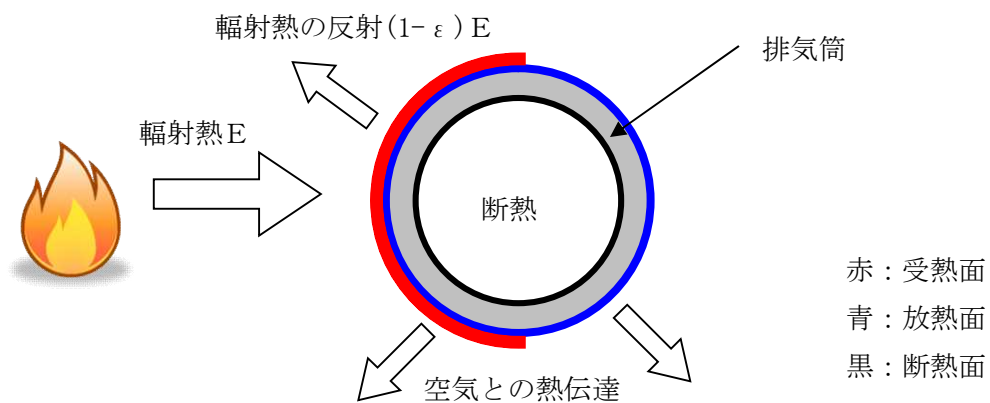 輻射熱の反射(1-ε)E
排気筒
輻射熱E
断熱
赤：受熱面
青：放熱面
黒：断熱面
空気との熱伝達